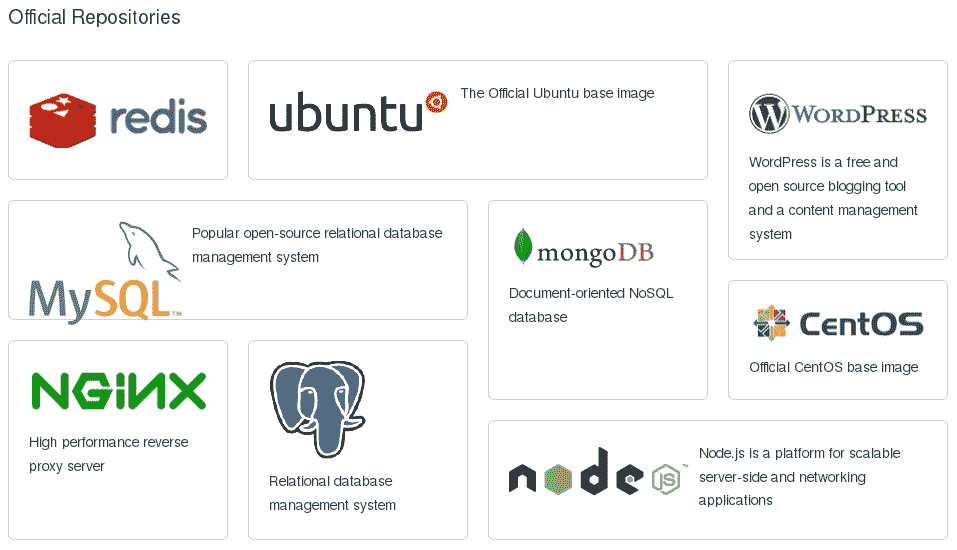 Official Repositories
redis
ubuntu
The Official Ubuntu base image
WORDPRESS
WordPress is a free and
open source blogging tool
and a content management
system
MySQL™
Popular open-source relational database
management system
mongoDB
Document-oriented NoSQL
database
CentOS
Official CentOS base image
NGiNX
High performance reverse
proxy server
Relational database
management system
node JS™
Node.js is a platform for scalable
server-side and networking
applications